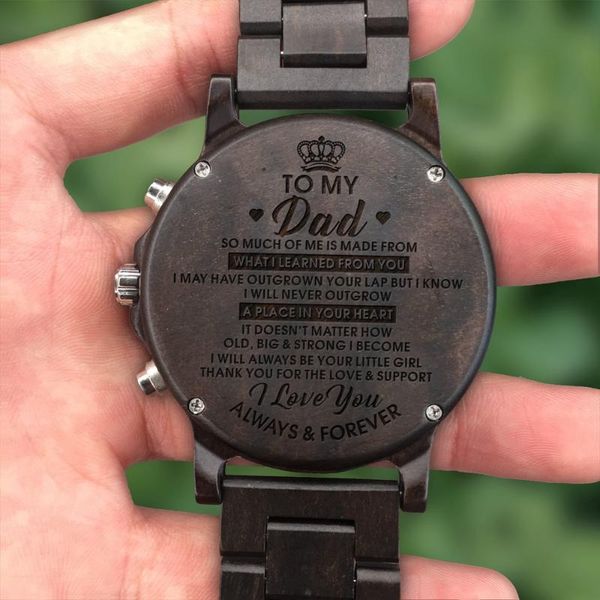 TO MY
Dad
SO MUCH OF ME IS MADE FROM
WHAT I LEARNED FROM YOU
I MAY HAVE OUTGROWN YOUR LAP BUT I KNOW
I WILL NEVER OUTGROW
A PLACE IN YOUR HEART
IT DOESN'T MATTER HOW
OLD, BIG & STRONG I BECOME
I WILL ALWAYS BE YOUR LITTLE GIRL
THANK YOU FOR THE LOVE & SUPPORT
I Love You
ALWAYS & FOREVER